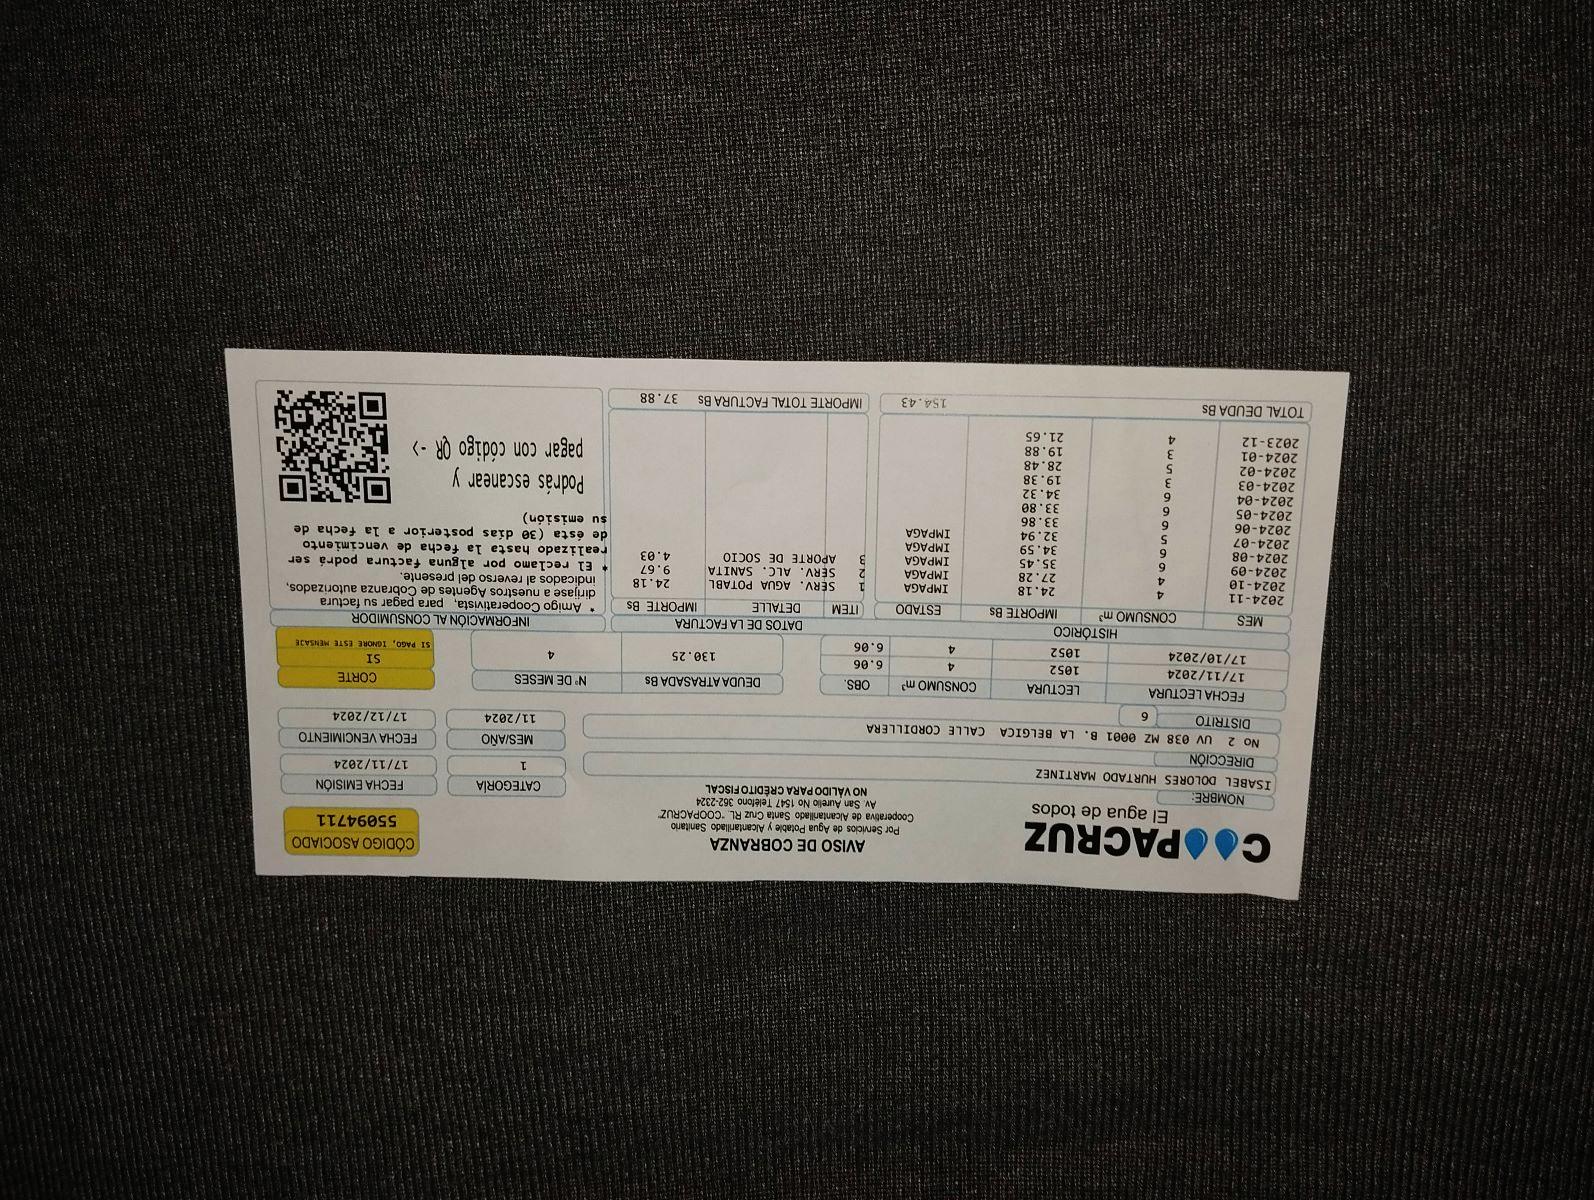 COOPACRUZ
El agua de todos
AVISO DE COBRANZA
Por Servicios de Agua Potable y Alcantarillado Sanitario
Cooperativa de Alcantarillado Santa Cruz RL "COOPACRUZ"
Av. San Aurelio No 1547 Teléfono 362-2324
NO VÁLIDO PARA CRÉDITO FISCAL
CÓDIGO ASOCIADO
55094711
NOMBRE:
ISABEL DOLORES HURTADO MARTINEZ
CATEGORÍA
1
FECHA EMISIÓN
17/11/2024
DIRECCIÓN
No 2 UV 038 MZ 0001 B. LA BELGICA CALLE CORDILLERA
MES/AÑO
11/2024
FECHA VENCIMIENTO
17/12/2024
DISTRITO 6
FECHA LECTURA LECTURA CONSUMO m³ OBS.
17/11/2024 1052 4 6.06
17/10/2024 1052 4 6.06
DEUDA ATRASADA Bs Nº DE MESES
130.25 4
CORTE
SI
SI PAGO, IGNORE ESTE MENSAJE
HISTÓRICO
MES CONSUMO m³ IMPORTE Bs ESTADO
2024-11 4 24.18 IMPAGA
2024-10 4 27.28 IMPAGA
2024-09 6 35.45 IMPAGA
2024-08 6 34.59 IMPAGA
2024-07 5 32.94 IMPAGA
2024-06 6 33.86
2024-05 6 33.80
2024-04 6 34.32
2024-03 3 19.38
2024-02 5 28.48
2024-01 3 19.88
2023-12 4 21.65
TOTAL DEUDA Bs 154.43
DATOS DE LA FACTURA
ITEM DETALLE IMPORTE Bs
1 SERV. AGUA POTABL 24.18
2 SERV. ALC. SANITA 9.67
3 APORTE DE SOCIO 4.03
IMPORTE TOTAL FACTURA Bs 37.88
INFORMACIÓN AL CONSUMIDOR
* Amigo Cooperativista, para pagar su factura
dirijase a nuestros Agentes de Cobranza autorizados,
indicados al reverso del presente.
* El reclamo por alguna factura podrá ser
realizado hasta la fecha de vencimiento
de ésta (30 días posterior a la fecha de
su emisión)
Podrás escanear y
pagar con código QR ->